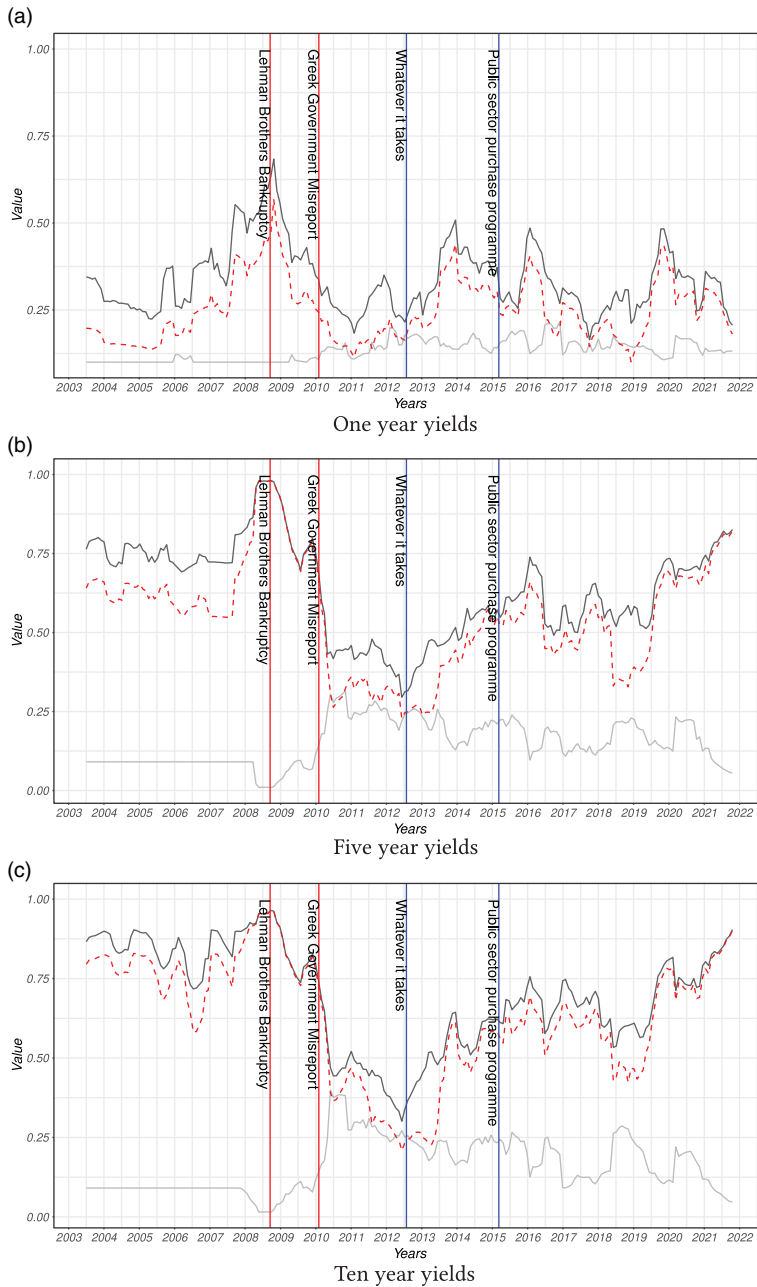 (a)
1.00
0.75
0.50
0.25
Value
Lehman Brothers Bankruptcy
Greek Government Misreport
Whatever it takes
Public sector purchase programme
2003 2004 2005 2006 2007 2008 2009 2010 2011 2012 2013 2014 2015 2016 2017 2018 2019 2020 2021 2022
Years
One year yields
(b)
1.00
0.75
0.50
0.25
0.00
Value
Lehman Brothers Bankruptcy
Greek Government Misreport
Whatever it takes
Public sector purchase programme
2003 2004 2005 2006 2007 2008 2009 2010 2011 2012 2013 2014 2015 2016 2017 2018 2019 2020 2021 2022
Years
Five year yields
(c)
1.00
0.75
0.50
0.25
0.00
Value
Lehman Brothers Bankruptcy
Greek Government Misreport
Whatever it takes
Public sector purchase programme
2003 2004 2005 2006 2007 2008 2009 2010 2011 2012 2013 2014 2015 2016 2017 2018 2019 2020 2021 2022
Years
Ten year yields